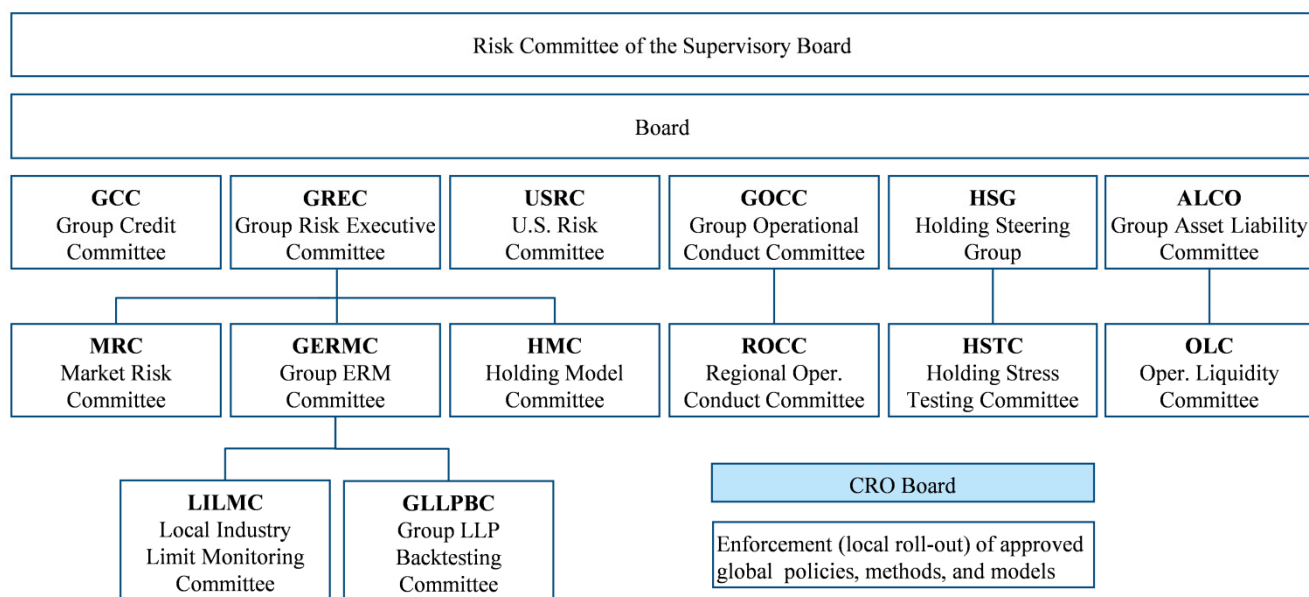 Risk Committee of the Supervisory Board
Board
GCC
Group Credit
Committee
GREC
Group Risk Executive
Committee
USRC
U.S. Risk
Committee
GOCC
Group Operational
Conduct Committee
HSG
Holding Steering
Group
ALCO
Group Asset Liability
Committee
MRC
Market Risk
Committee
GERMC
Group ERM
Committee
HMC
Holding Model
Committee
ROCC
Regional Oper.
Conduct Committee
HSTC
Holding Stress
Testing Committee
OLC
Oper. Liquidity
Committee
LILMC
Local Industry
Limit Monitoring
Committee
GLLPBC
Group LLP
Backtesting
Committee
CRO Board
Enforcement (local roll-out) of approved
global policies, methods, and models